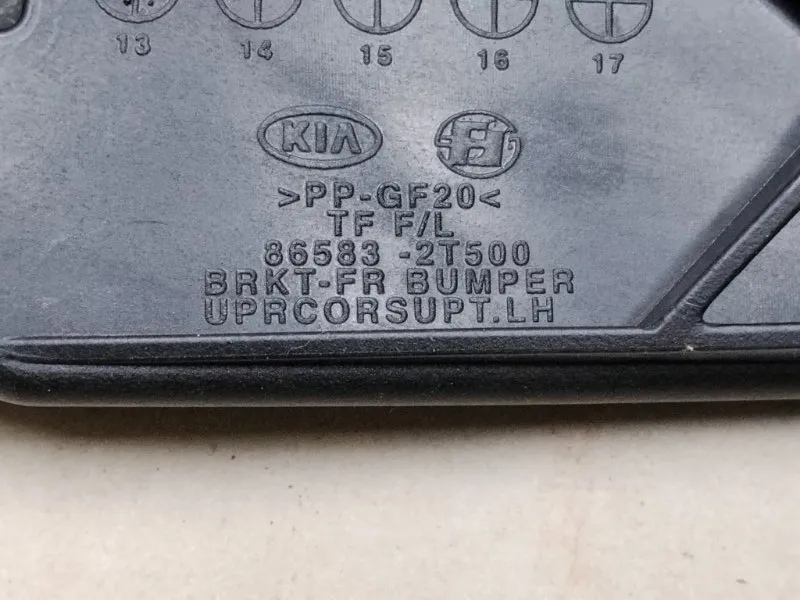 13 14 15 16 17
KIA
>PP-GF20<
TF F/L
86583 -2T500
BRKT-FR BUMPER
UPRCORSUPT.LH